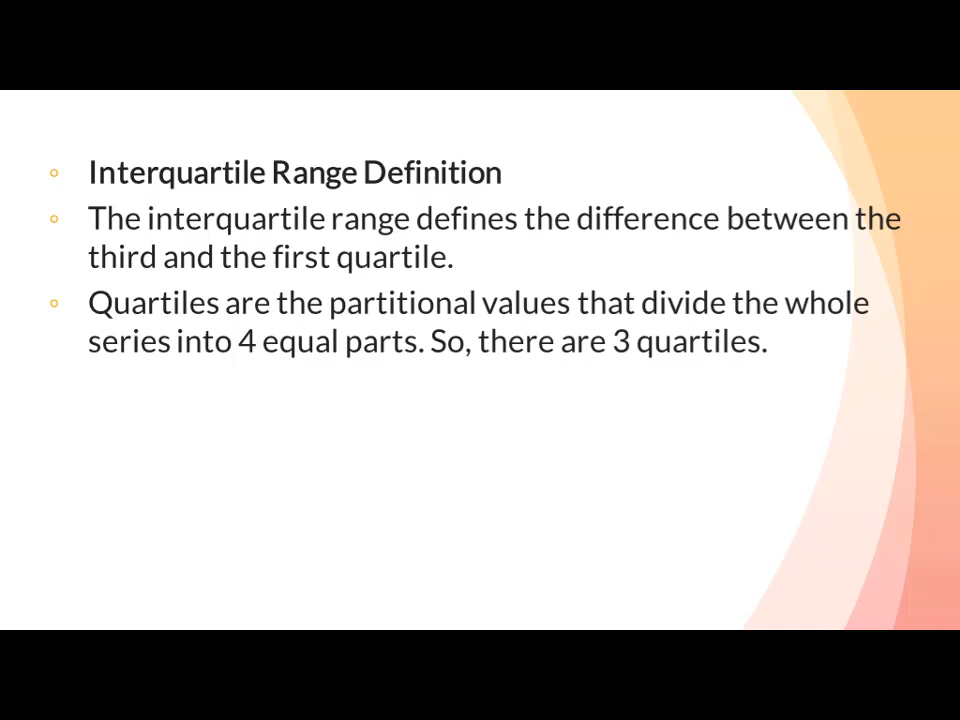 Interquartile Range Definition
The interquartile range defines the difference between the
third and the first quartile.
Quartiles are the partitional values that divide the whole
series into 4 equal parts. So, there are 3 quartiles.